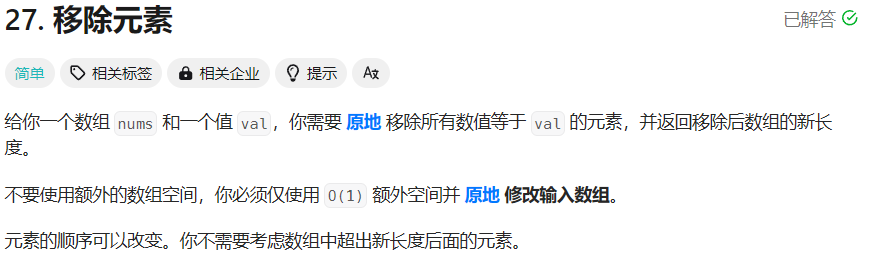 27. 移除元素
已解答
简单 相关标签 相关企业 提示 Aあ
给你一个数组 nums 和一个值 val，你需要 原地 移除所有数值等于 val 的元素，并返回移除后数组的新长
度。
不要使用额外的数组空间，你必须仅使用 O(1) 额外空间并 原地 修改输入数组。
元素的顺序可以改变。你不需要考虑数组中超出新长度后面的元素。